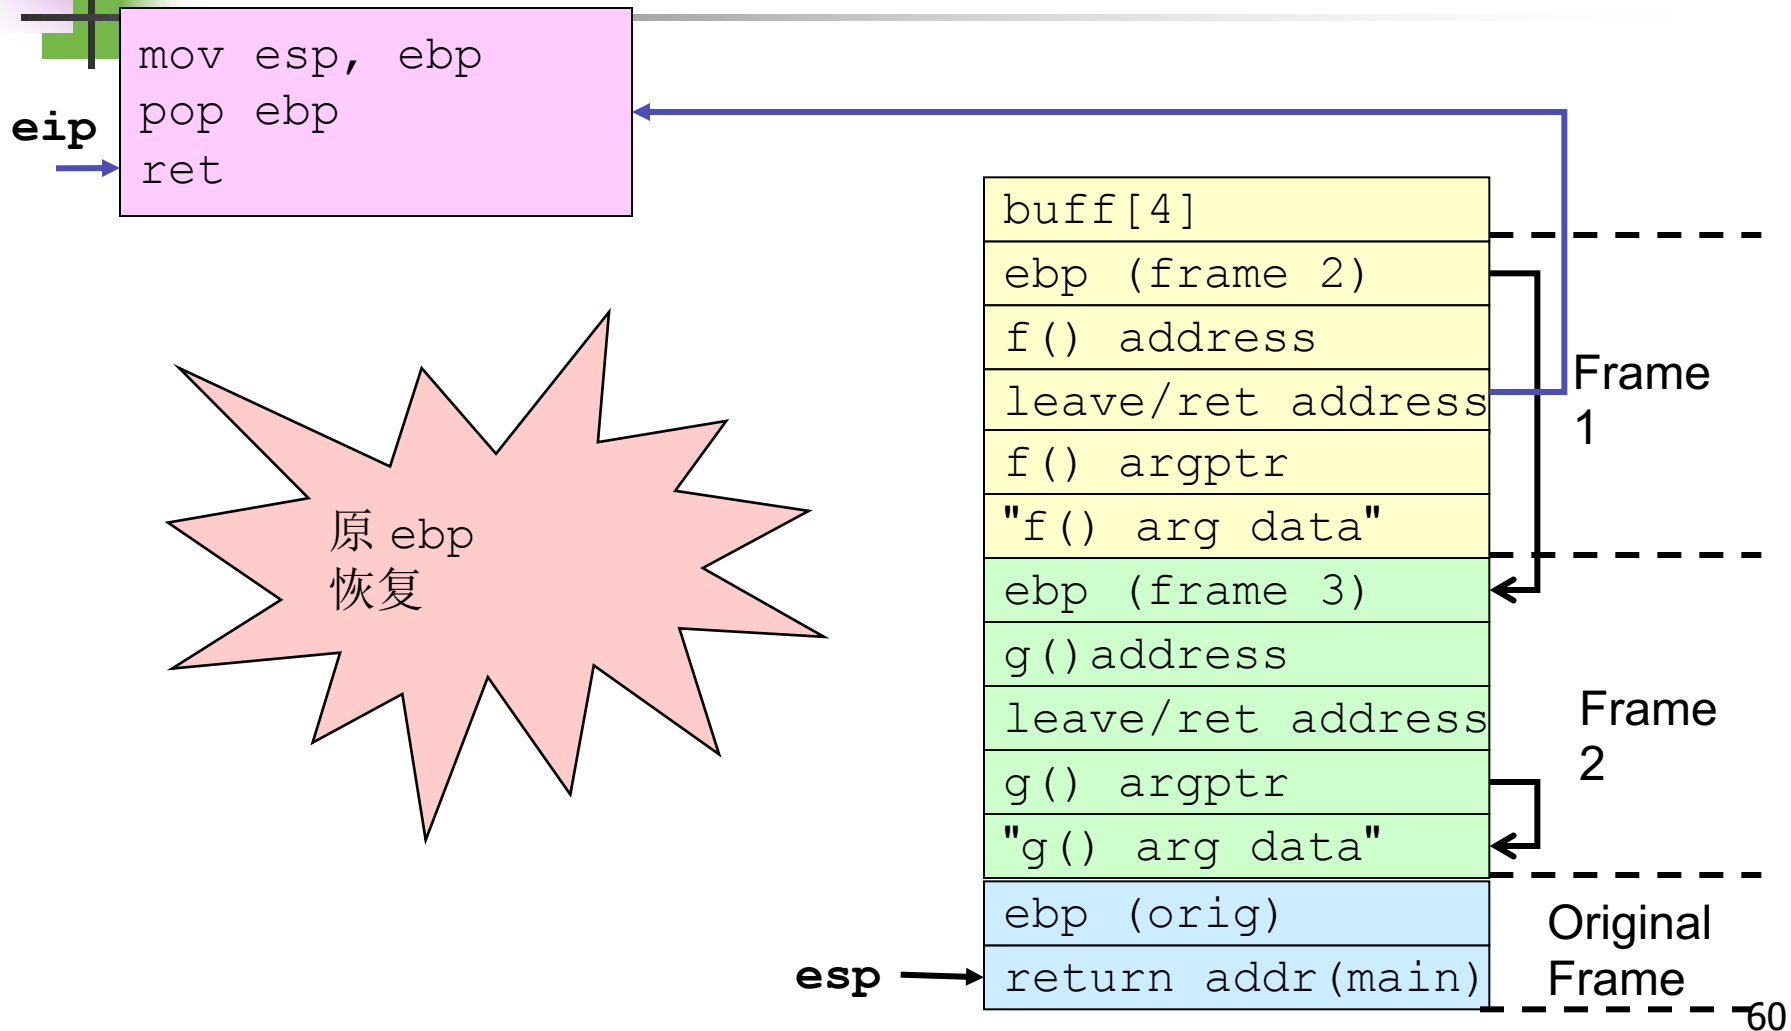 mov esp, ebp
pop ebp
ret
eip
buff[4]
ebp (frame 2)
f() address
leave/ret address
f() argptr
"f() arg data"
ebp (frame 3)
g()address
leave/ret address
g() argptr
"g() arg data"
ebp (orig)
return addr(main)
Frame
1
Frame
2
Original
Frame
原 ebp
恢复
esp
60